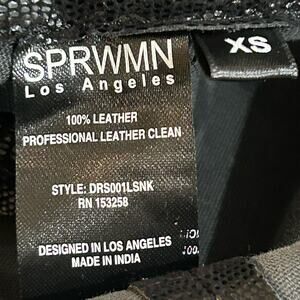 SPRWMN
Los Angeles
XS
100% LEATHER
PROFESSIONAL LEATHER CLEAN
STYLE: DRS001LSNK
RN 153258
DESIGNED IN LOS ANGELES
MADE IN INDIA